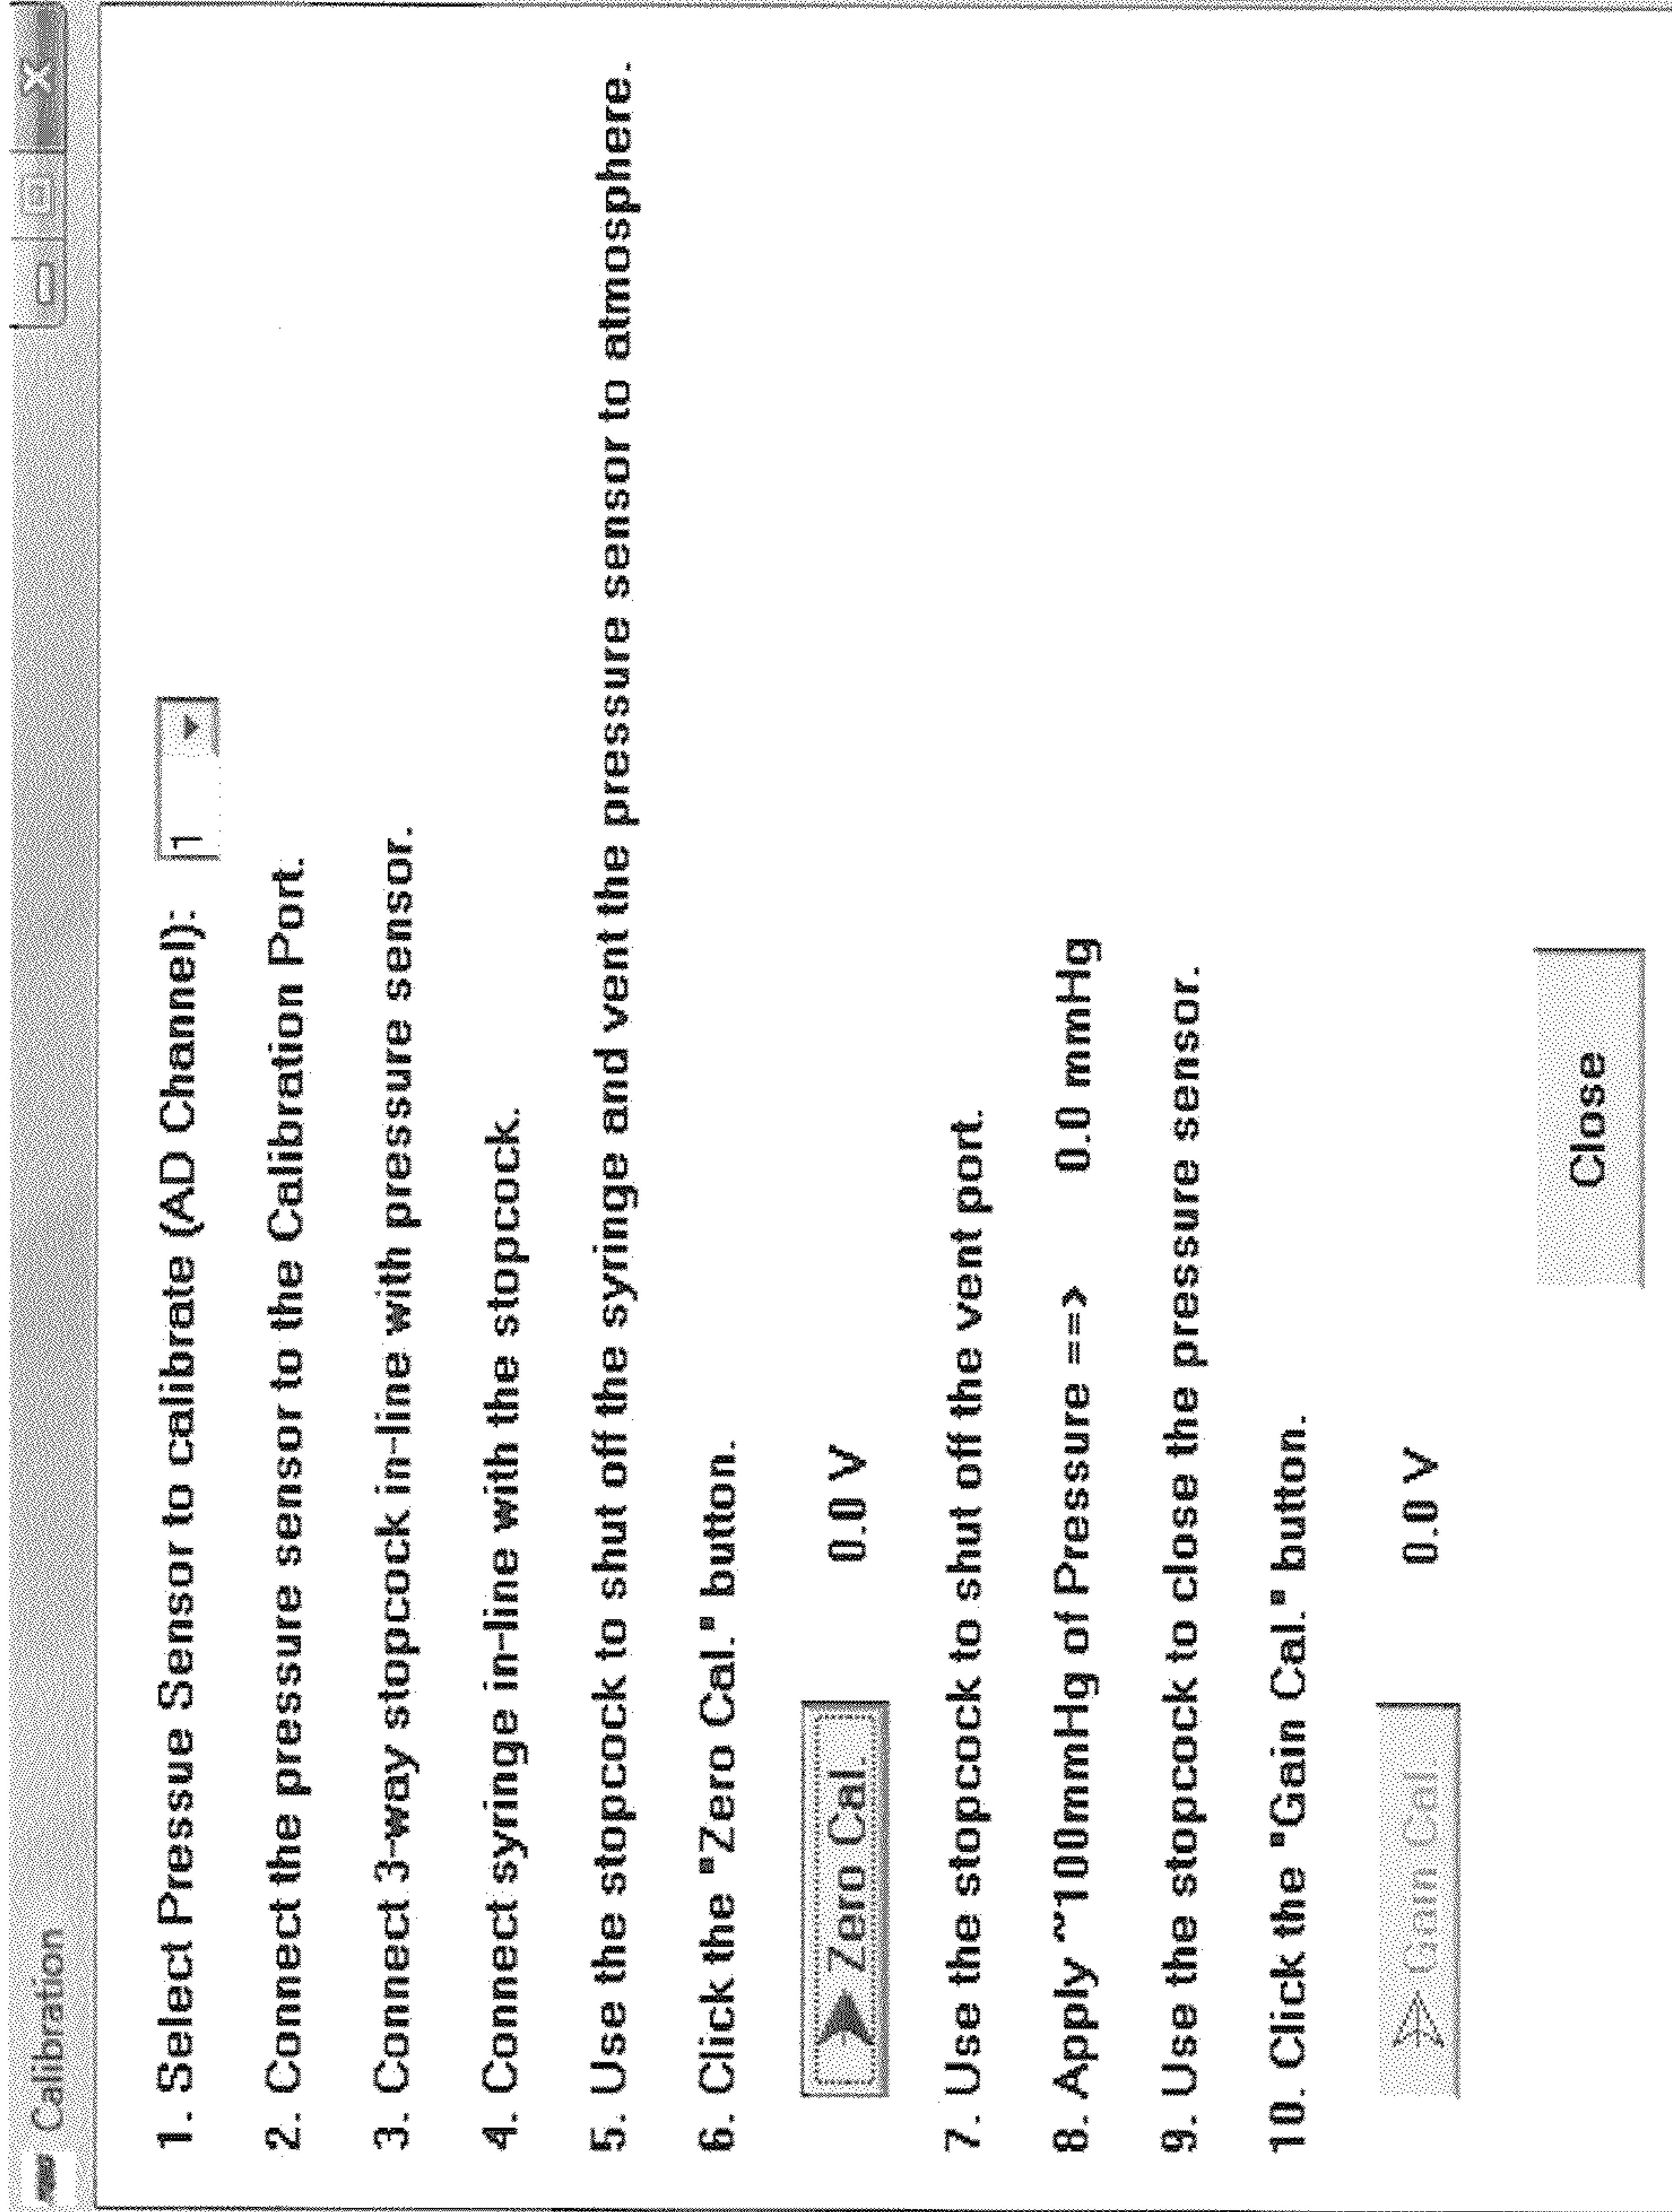 Calibration
1. Select Pressue Sensor to calibrate (AD Channel): 1
2. Connect the pressure sensor to the Calibration Port.
3. Connect 3-way stopcock in-line with pressure sensor.
4. Connect syringe in-line with the stopcock.
5. Use the stopcock to shut off the syringe and vent the pressure sensor to atmosphere.
6. Click the "Zero Cal." button.
Zero Cal. 0.0 V
7. Use the stopcock to shut off the vent port.
8. Apply ~100mmHg of Pressure ==> 0.0 mmHg
9. Use the stopcock to close the pressure sensor.
10. Click the "Gain Cal." button.
Gain Cal. 0.0 V
Close